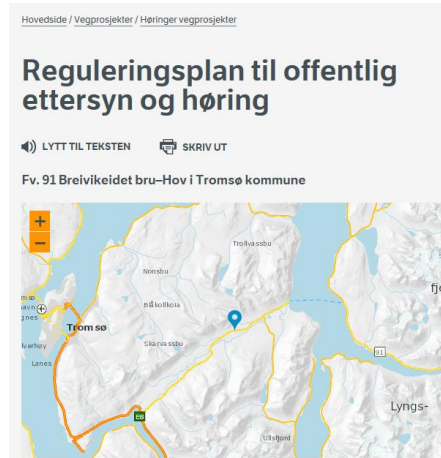 Hovedside / Vegprosjekter / Høringer vegprosjekter
Reguleringsplan til offentlig
ettersyn og høring
LYTT TIL TEKSTEN
SKRIV UT
Fv. 91 Breivikeidet bru–Hov i Tromsø kommune
+
−
Trollvassbu
Nonsbu
Blåkollkoia
Tromsø
Skarvassbu
Lanes
91
Lyngs-
E8
Ullsfjord